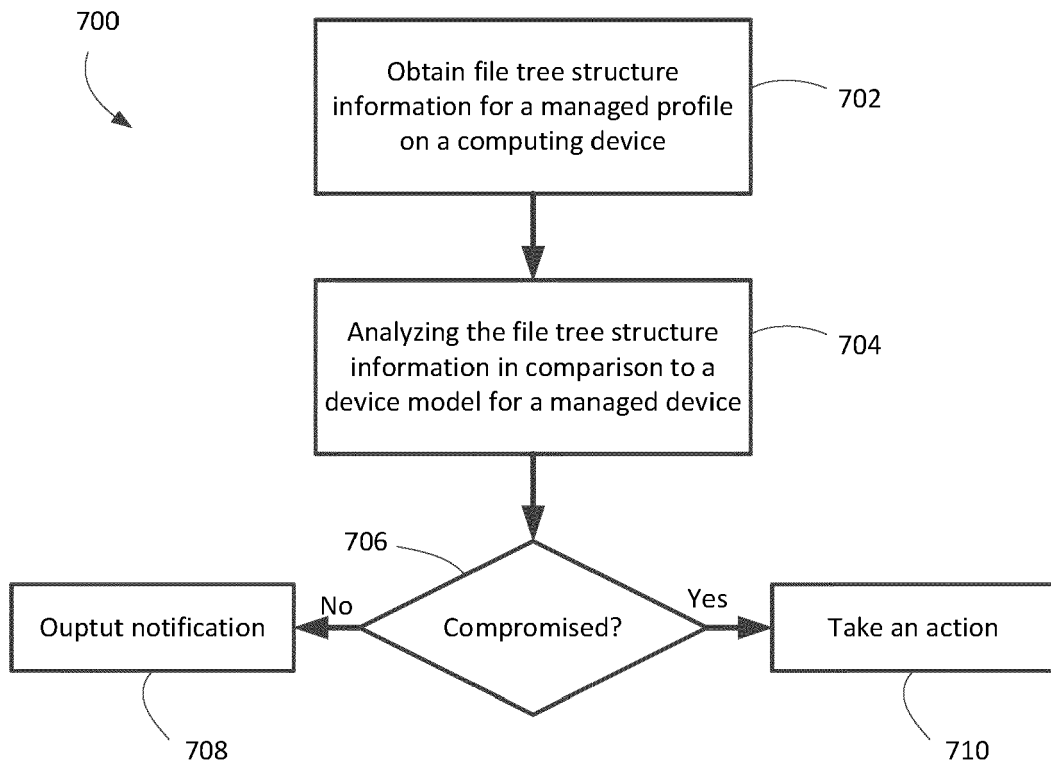 700
Obtain file tree structure
information for a managed profile
on a computing device
702
Analyzing the file tree structure
information in comparison to a
device model for a managed device
704
706
No
Compromised?
Yes
Ouptut notification
Take an action
708
710